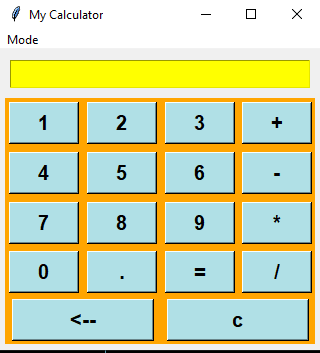 My Calculator
Mode
1 2 3 +
4 5 6 -
7 8 9 *
0 . = /
<-- c